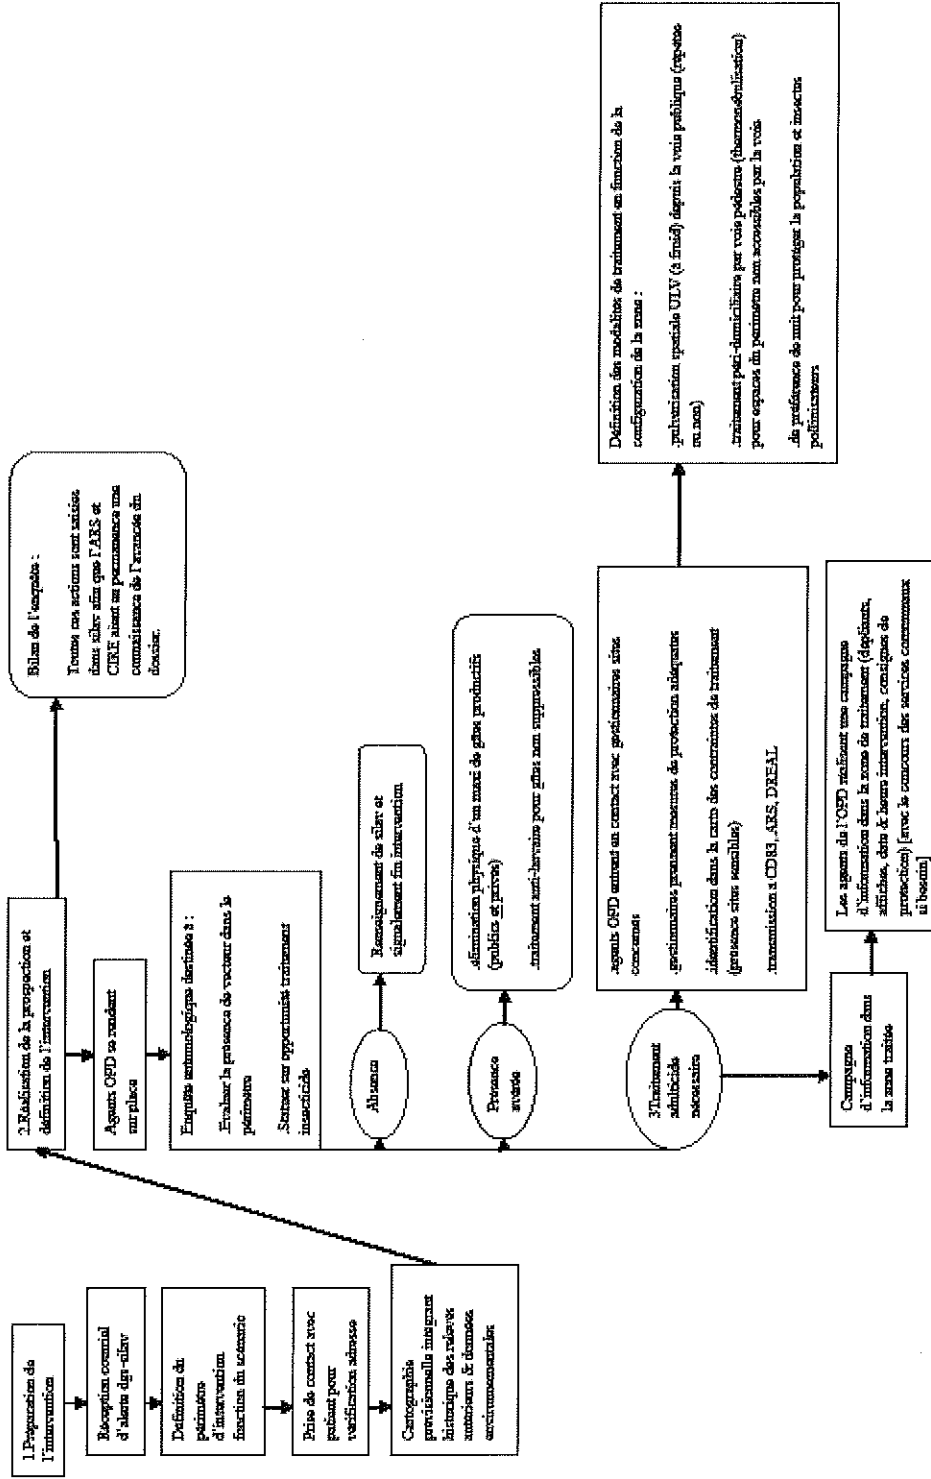 1.Préparation de
l'intervention
Réception courriel
d'alerte dgs-silav
Définition du
périmètre
d'intervention
fonction du scénario
Prise de contact avec
patient pour
vérification adresse
Cartographie
prévisionnelle intégrant
historique des relevés
antérieurs & données
environnementales
2.Réalisation de la prospection et
définition de l'intervention
Agents OPD se rendent
sur place
Enquête entomologique destinée à :
.Evaluer la présence de vecteur dans le
périmètre
.Statuer sur opportunité traitement
insecticide
Absence
Renseignement de silav et
signalement fin intervention
Présence
avérée
.élimination physique d'un maxi de gîtes productifs
(publics et privés)
.traitement anti-larvaire pour gîtes non suppressibles
3Traitement
adulticide
nécessaire
.agents OPD entrent en contact avec gestionnaires sites
concernés
.gestionnaires prennent mesures de protection adéquates
.identification dans la carte des contraintes de traitement
(présence sites sensibles)
.transmission à CD83, ARS, DREAL
Campagne
d'information dans
la zone traitée
Les agents de l'OPD réalisent une campagne
d'information dans la zone de traitement (dépliants,
affiches, date & heure intervention, consignes de
protection) [avec le concours des services communaux
si besoin]
Bilan de l'enquête :
Toutes ces actions sont saisies
dans silav afin que l'ARS et
CIRE aient en permanence une
connaissance de l'avancée du
dossier.
Définition des modalités de traitement en fonction de la
configuration de la zone :
.pulvérisation spatiale ULV (à froid) depuis la voie publique (répétée
ou non)
.traitement péri-domiciliaire par voie pédestre (thermonébulisation)
pour espaces du périmètre non accessibles par la voie
.de préférence de nuit pour protéger la population et insectes
pollinisateurs